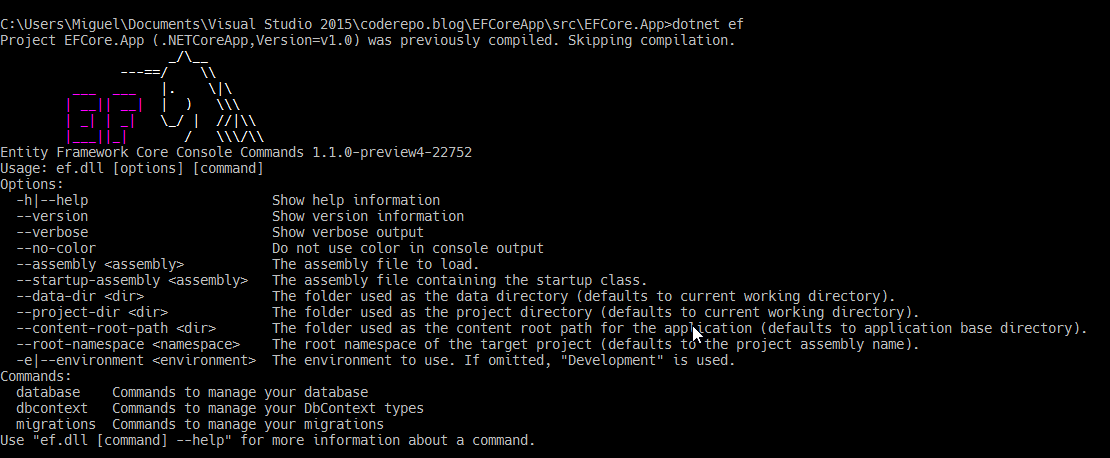 C:\Users\Miguel\Documents\Visual Studio 2015\coderepo.blog\EFCoreApp\src\EFCore.App>dotnet ef
Project EFCore.App (.NETCoreApp,Version=v1.0) was previously compiled. Skipping compilation.
                     _/\__
               ---==/    \\
         ___  ___   |.    \|\
        | __|| __|  |  )   \\\
        | _| | _|   \_/ |  //|\\
        |___||_|       /   \\\/\\
Entity Framework Core Console Commands 1.1.0-preview4-22752
Usage: ef.dll [options] [command]
Options:
  -h|--help                       Show help information
  --version                       Show version information
  --verbose                       Show verbose output
  --no-color                      Do not use color in console output
  --assembly <assembly>           The assembly file to load.
  --startup-assembly <assembly>   The assembly file containing the startup class.
  --data-dir <dir>                The folder used as the data directory (defaults to current working directory).
  --project-dir <dir>             The folder used as the project directory (defaults to current working directory).
  --content-root-path <dir>       The folder used as the content root path for the application (defaults to application base directory).
  --root-namespace <namespace>    The root namespace of the target project (defaults to the project assembly name).
  -e|--environment <environment>  The environment to use. If omitted, "Development" is used.
Commands:
  database    Commands to manage your database
  dbcontext   Commands to manage your DbContext types
  migrations  Commands to manage your migrations
Use "ef.dll [command] --help" for more information about a command.